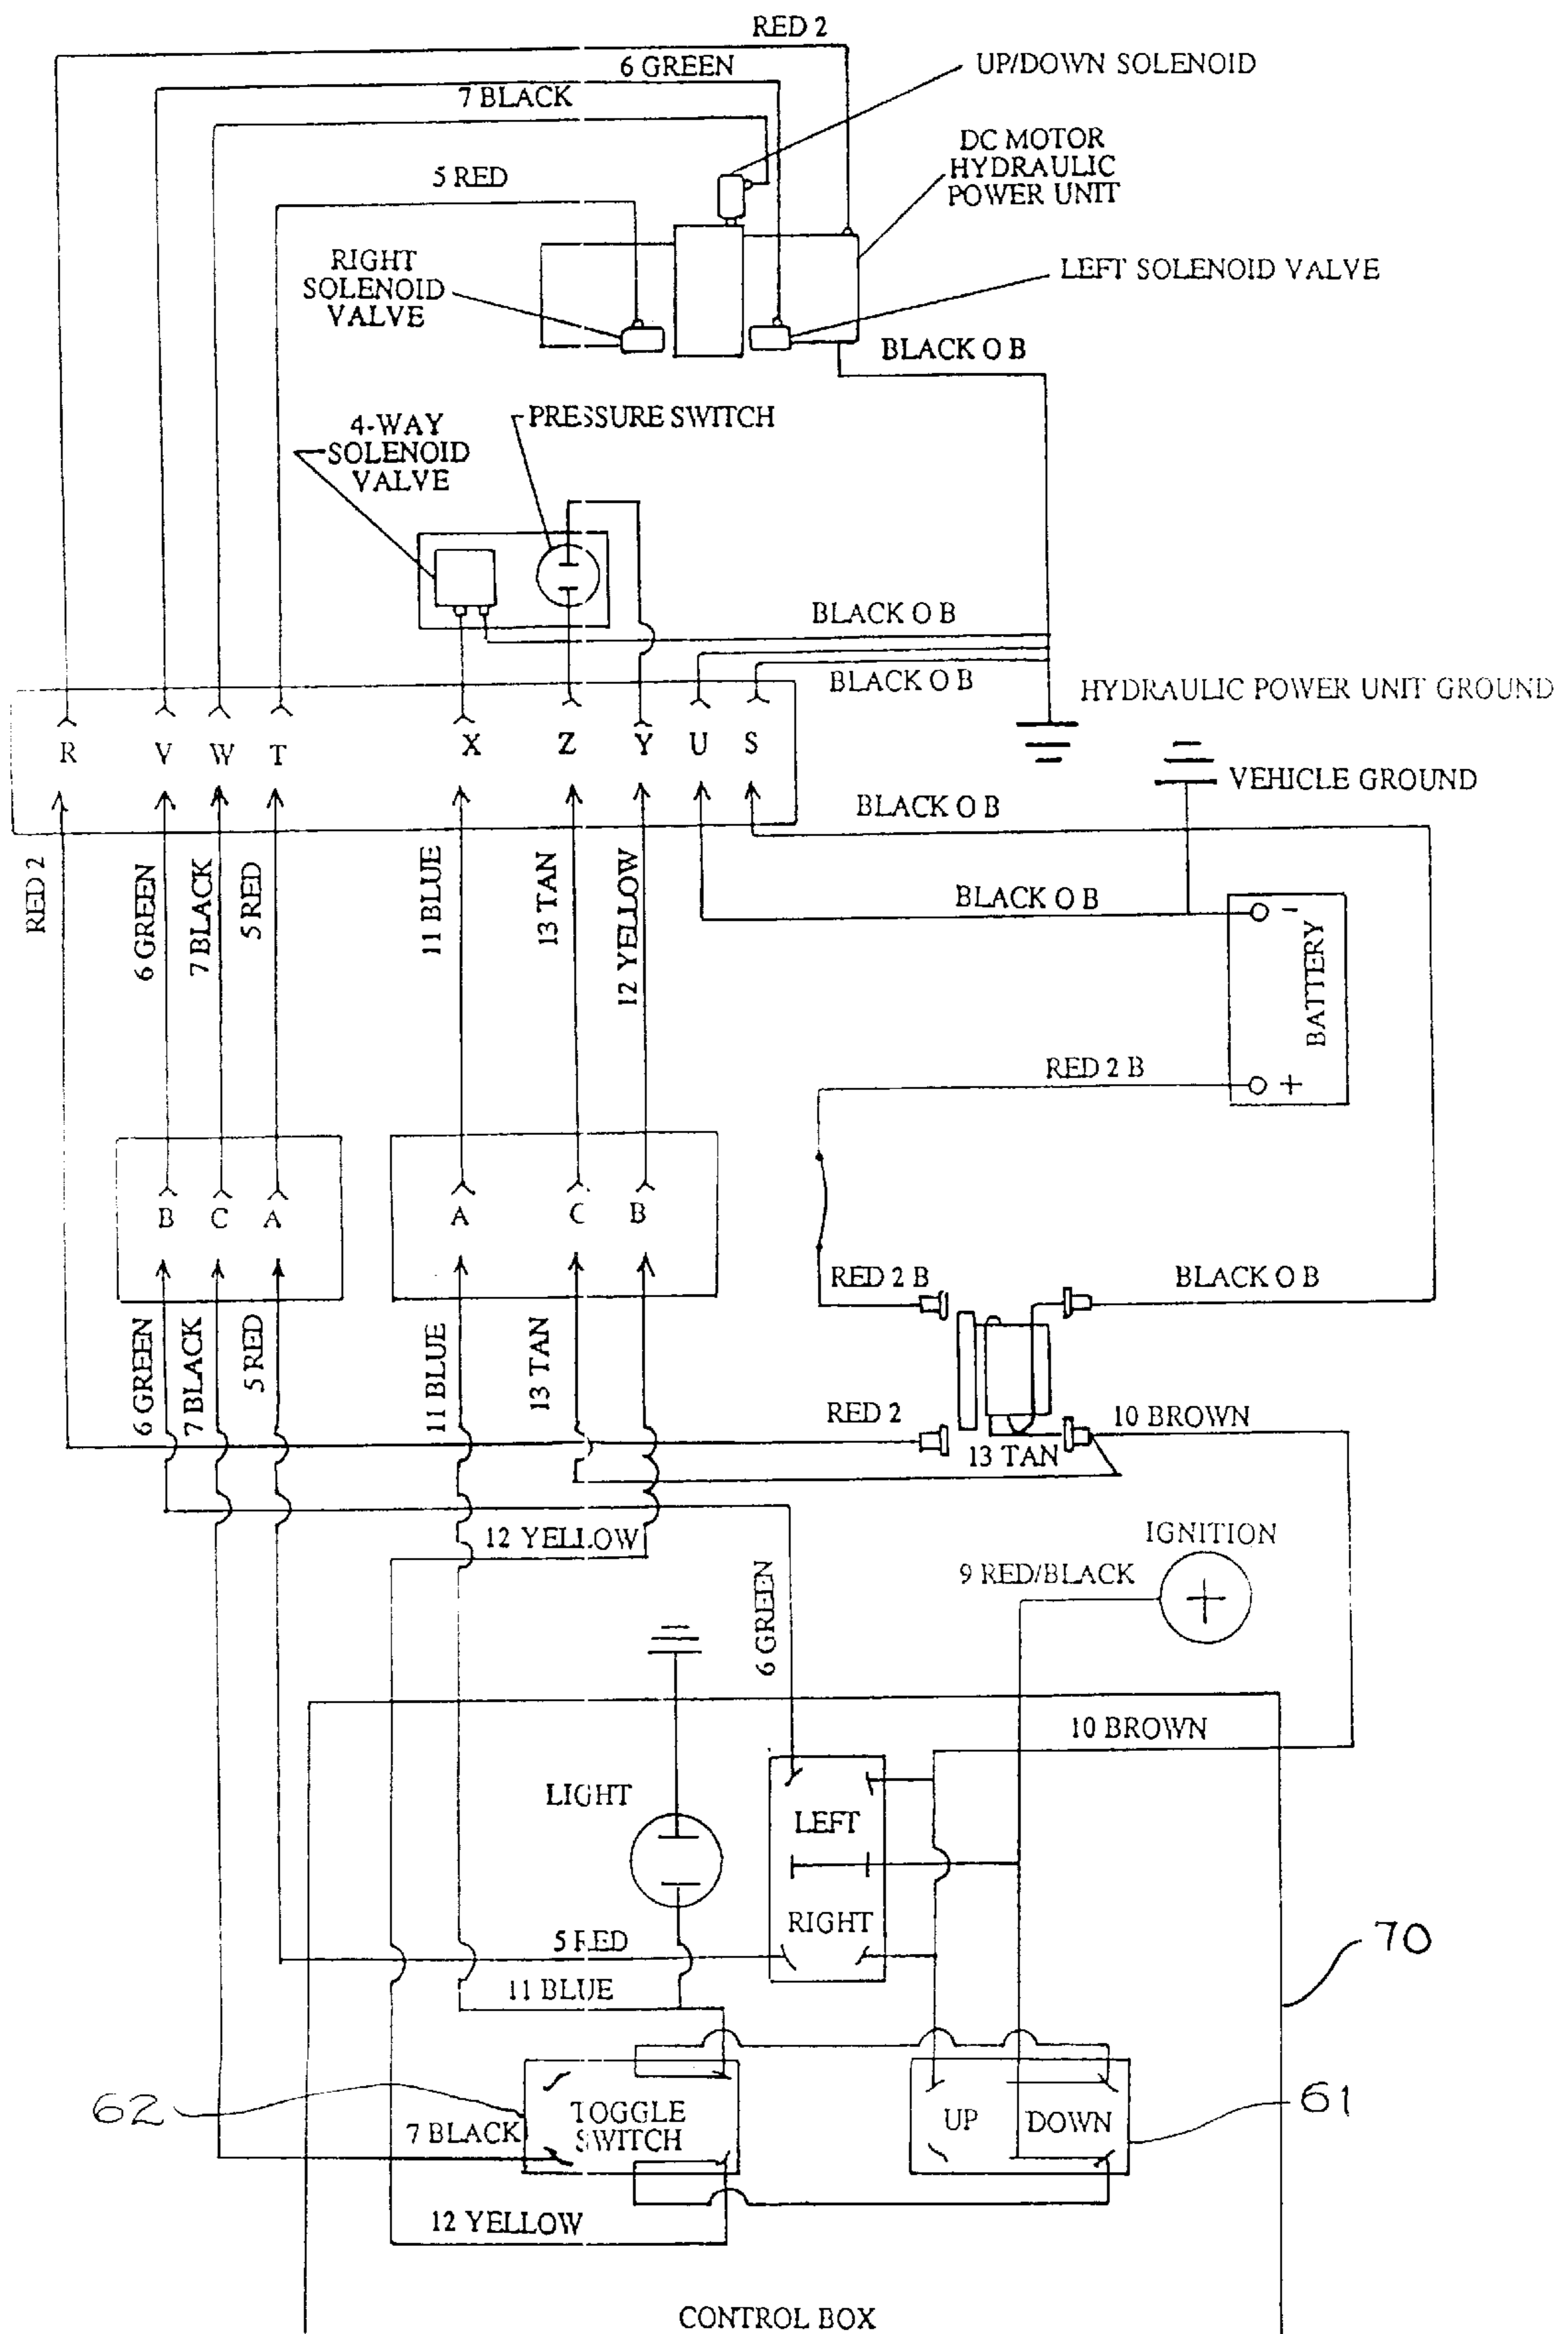 RED 2
6 GREEN
UP/DOWN SOLENOID
7 BLACK
DC MOTOR
HYDRAULIC
POWER UNIT
5 RED
RIGHT
SOLENOID
VALVE
LEFT SOLENOID VALVE
BLACK O B
4-WAY
SOLENOID
VALVE
PRESSURE SWITCH
BLACK O B
BLACK O B
HYDRAULIC POWER UNIT GROUND
R V W T X Z Y U S
VEHICLE GROUND
BLACK O B
RED 2
6 GREEN
7 BLACK
5 RED
11 BLUE
13 TAN
12 YELLOW
BLACK O B
−
BATTERY
RED 2 B
+
B C A
A C B
RED 2 B
BLACK O B
6 GREEN
7 BLACK
5 RED
11 BLUE
13 TAN
RED 2
10 BROWN
13 TAN
12 YELLOW
IGNITION
9 RED/BLACK
+
6 GREEN
10 BROWN
LIGHT
LEFT
RIGHT
5 RED
70
11 BLUE
62
TOGGLE
SWITCH
7 BLACK
UP DOWN
61
12 YELLOW
CONTROL BOX